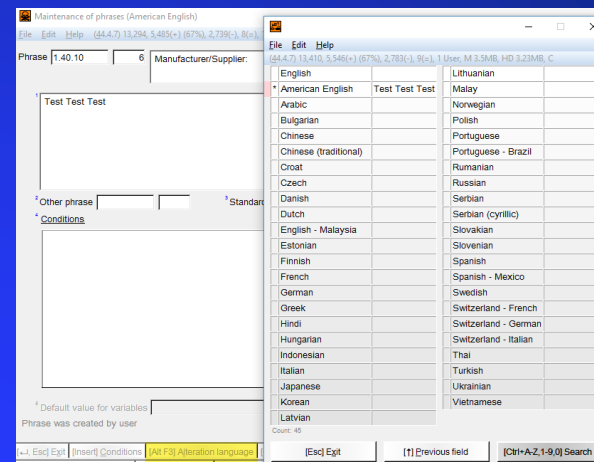 Maintenance of phrases (American English)
File Edit Help (44.4.7) 13,294, 5,485(+) (67%), 2,739(-), 8(=),
Phrase 1.40.10 6 Manufacturer/Supplier:
1 Test Test Test
2 Other phrase 3 Standard
4 Conditions
Default value for variables
Phrase was created by user
[↵, Esc] Exit [Insert] Conditions [Alt F3] Alteration language
File Edit Help
(44.4.7) 13,410, 5,546(+) (67%), 2,783(-), 9(=), 1 User, M 3.5MB, HD 3.23MB, C
English
* American English Test Test Test
Arabic
Bulgarian
Chinese
Chinese (traditional)
Croat
Czech
Danish
Dutch
English - Malaysia
Estonian
Finnish
French
German
Greek
Hindi
Hungarian
Indonesian
Italian
Japanese
Korean
Latvian
Lithuanian
Malay
Norwegian
Polish
Portuguese
Portuguese - Brazil
Rumanian
Russian
Serbian
Serbian (cyrillic)
Slovakian
Slovenian
Spanish
Spanish - Mexico
Swedish
Switzerland - French
Switzerland - German
Switzerland - Italian
Thai
Turkish
Ukrainian
Vietnamese
Count: 45
[Esc] Exit [↑] Previous field [Ctrl+A-Z,1-9,0] Search